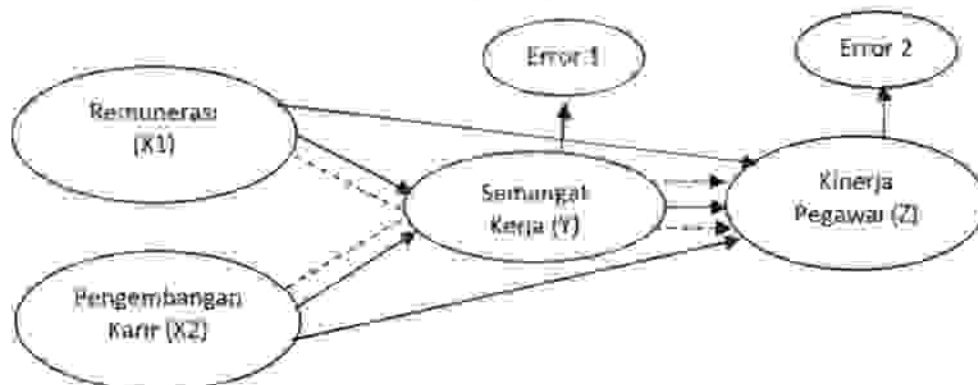 Error 1
Error 2
Remunerasi
(X1)
Semangat
Kerja (Y)
Kinerja
Pegawai (Z)
Pengembangan
Karir (X2)